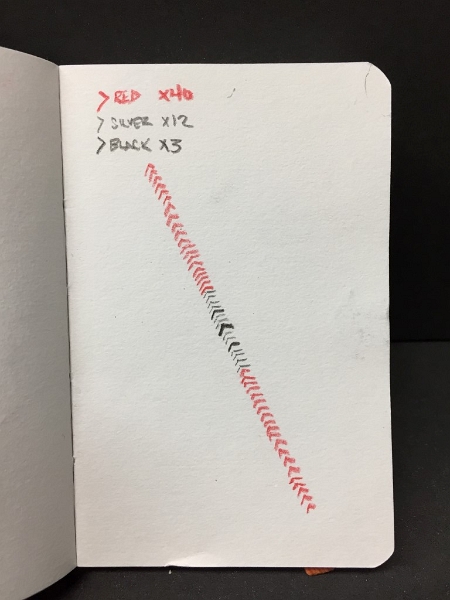 > RED x40
> SILVER x12
> BLACK x3